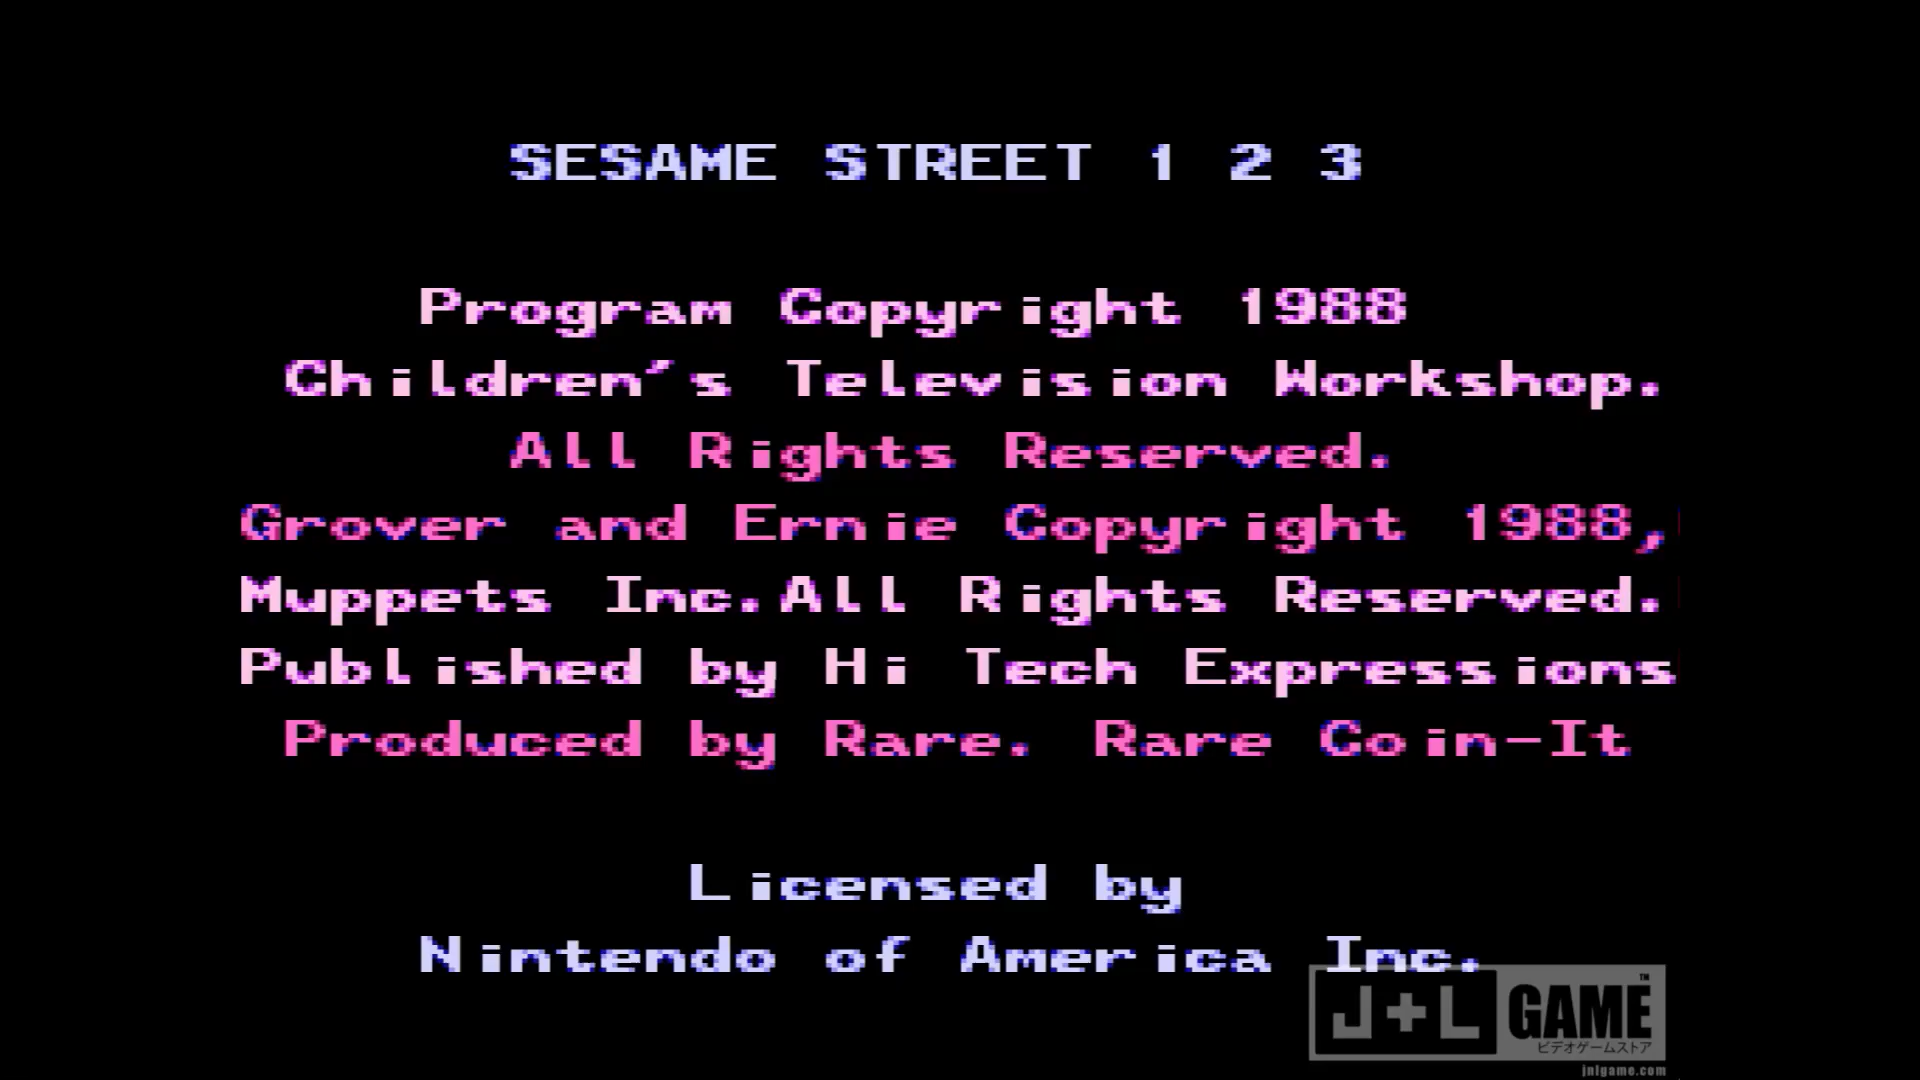 SESAME STREET 1 2 3
Program Copyright 1988
Children's Television Workshop.
All Rights Reserved.
Grover and Ernie Copyright 1988,
Muppets Inc.All Rights Reserved.
Published by Hi Tech Expressions
Produced by Rare. Rare Coin-It
Licensed by
Nintendo of America Inc.
J+L GAME™
ビデオゲームストア
jnlgame.com